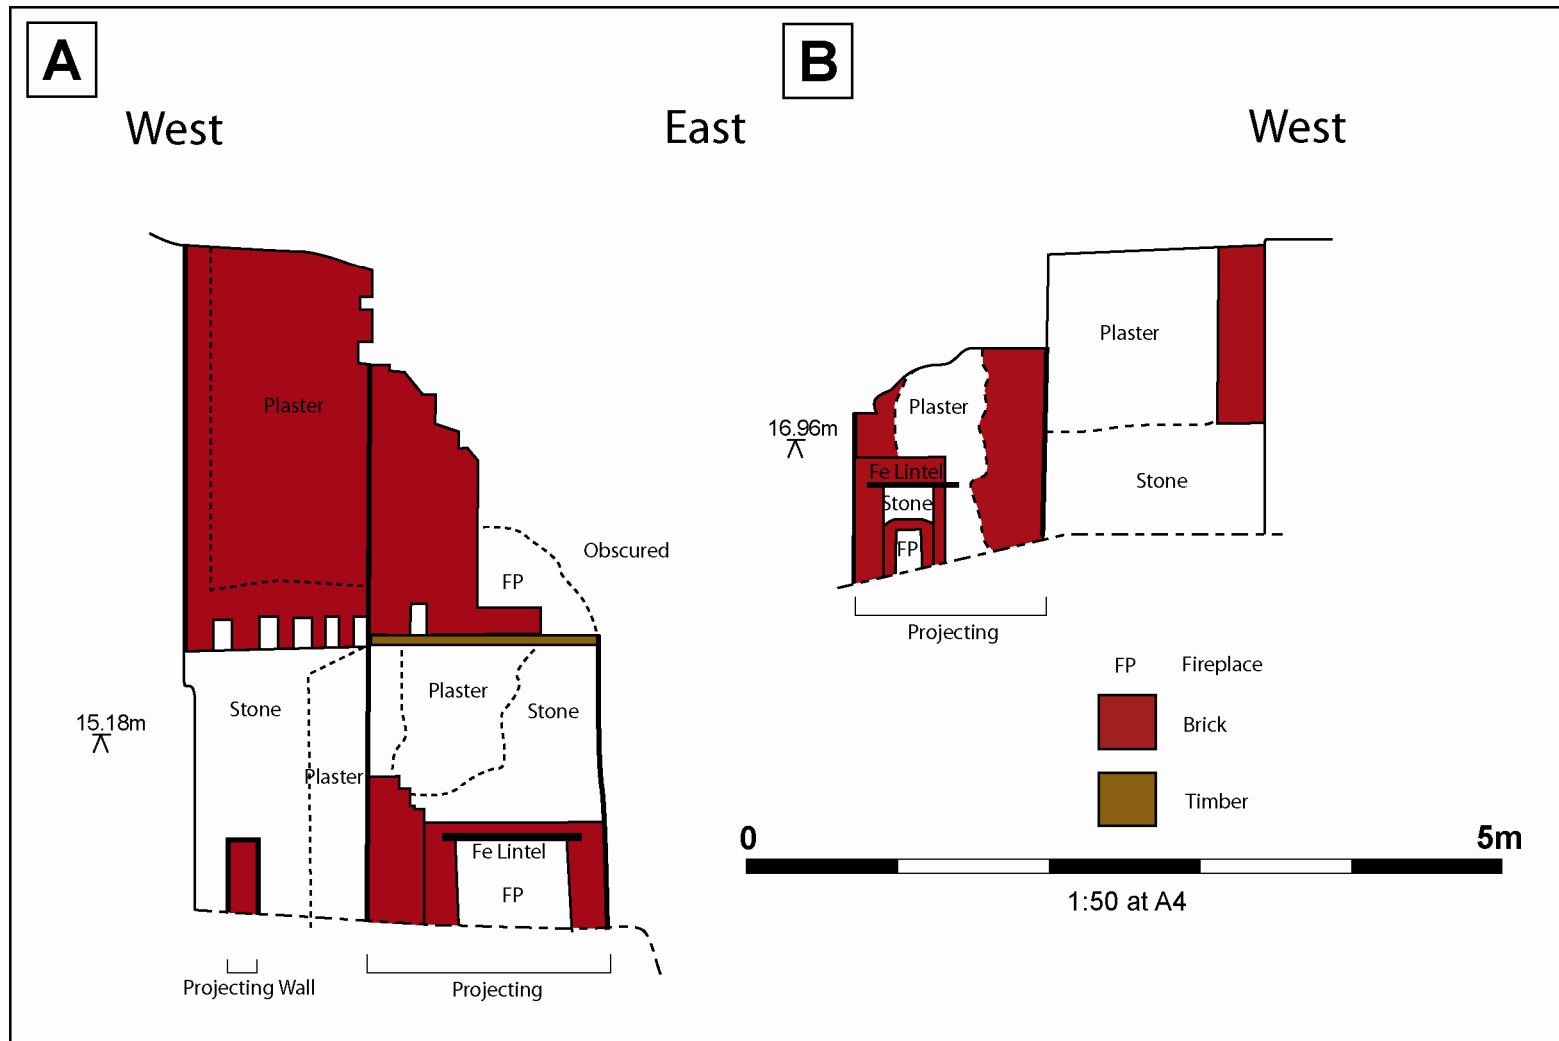 A
B
West
East
West
Plaster
Plaster
Plaster
16.96m
Fe Lintel
Stone
Stone
FP
Obscured
FP
Projecting
FP Fireplace
Plaster
Stone
Stone
15.18m
Brick
Plaster
Timber
0
5m
Fe Lintel
FP
1:50 at A4
Projecting Wall
Projecting